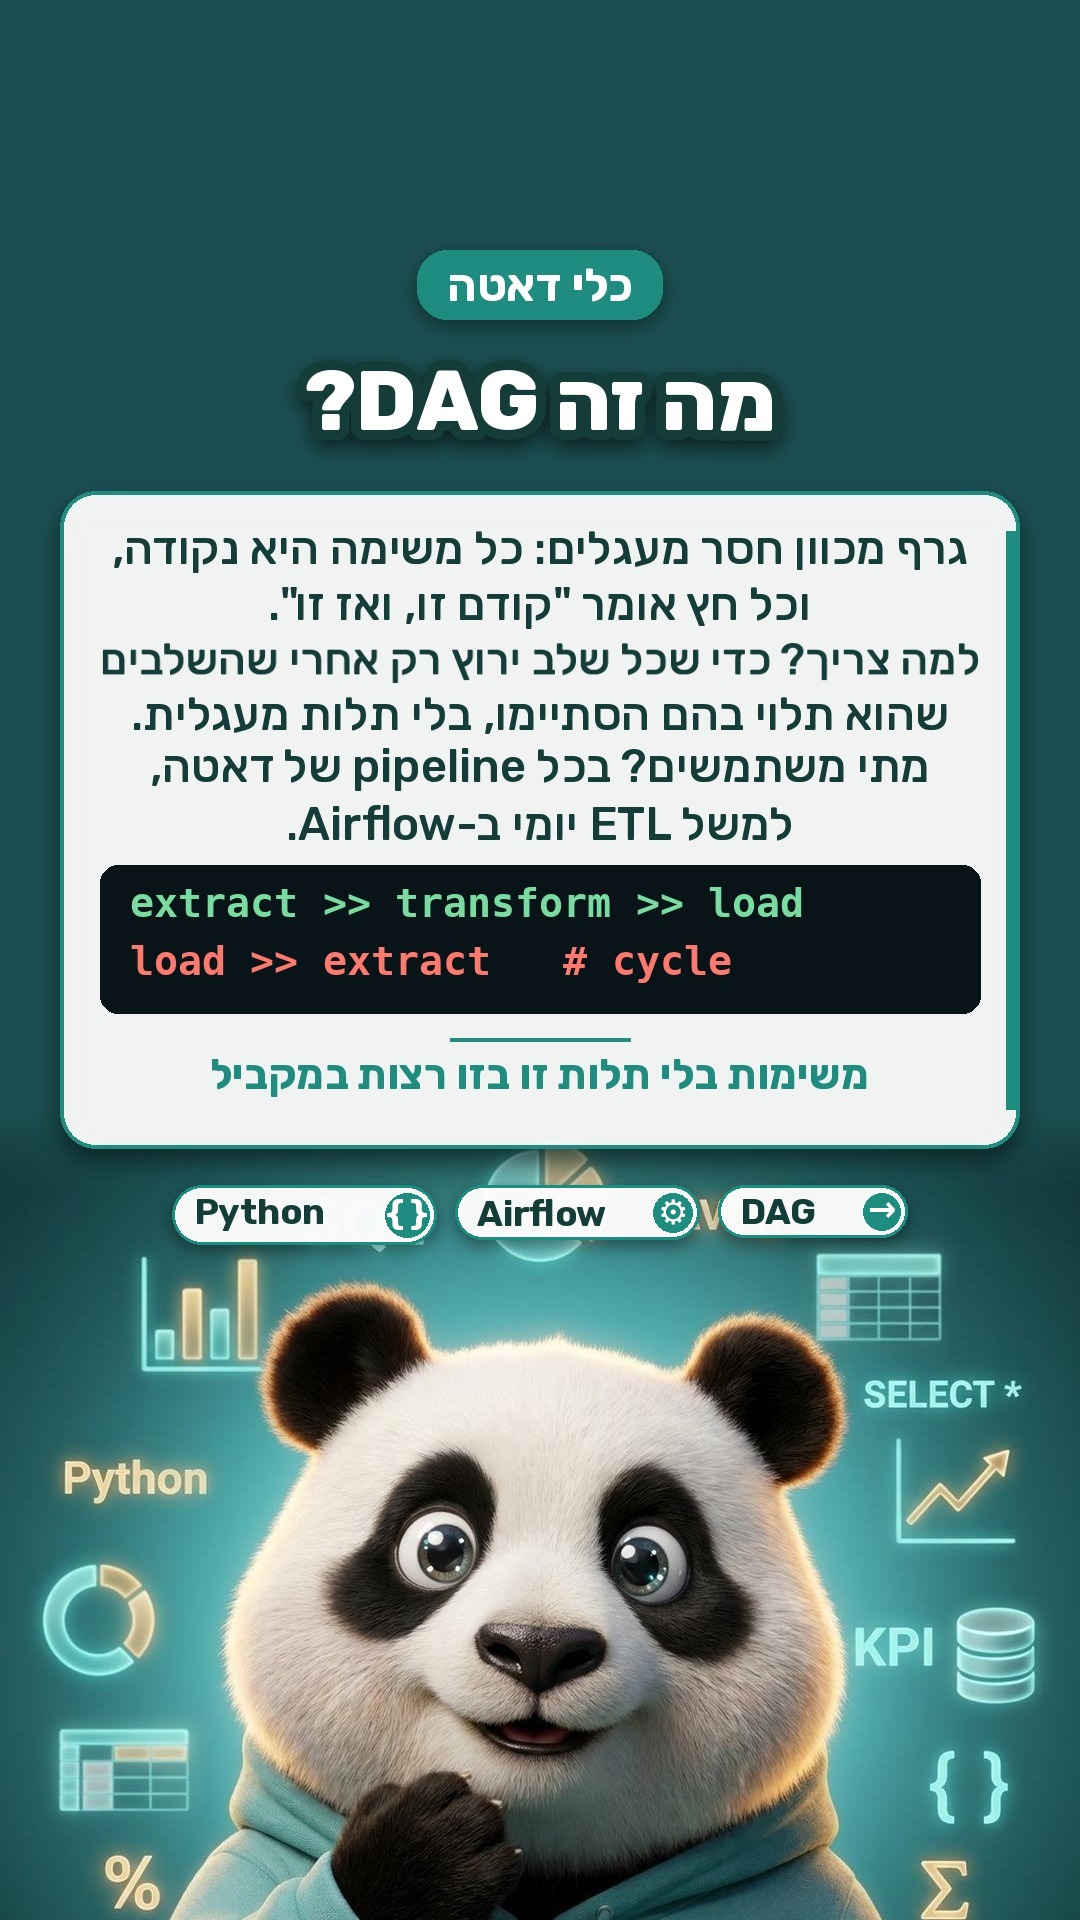 כלי דאטה
מה זה DAG?
גרף מכוון חסר מעגלים: כל משימה היא נקודה,
וכל חץ אומר "קודם זו, ואז זו".
למה צריך? כדי שכל שלב ירוץ רק אחרי שהשלבים
שהוא תלוי בהם הסתיימו, בלי תלות מעגלית.
מתי משתמשים? בכל pipeline של דאטה,
למשל ETL יומי ב-Airflow.
extract >> transform >> load
load >> extract   # cycle
משימות בלי תלות זו בזו רצות במקביל
DAG →
Airflow ⚙
Python {}
SELECT *
Python
KPI
{ }
%
Σ